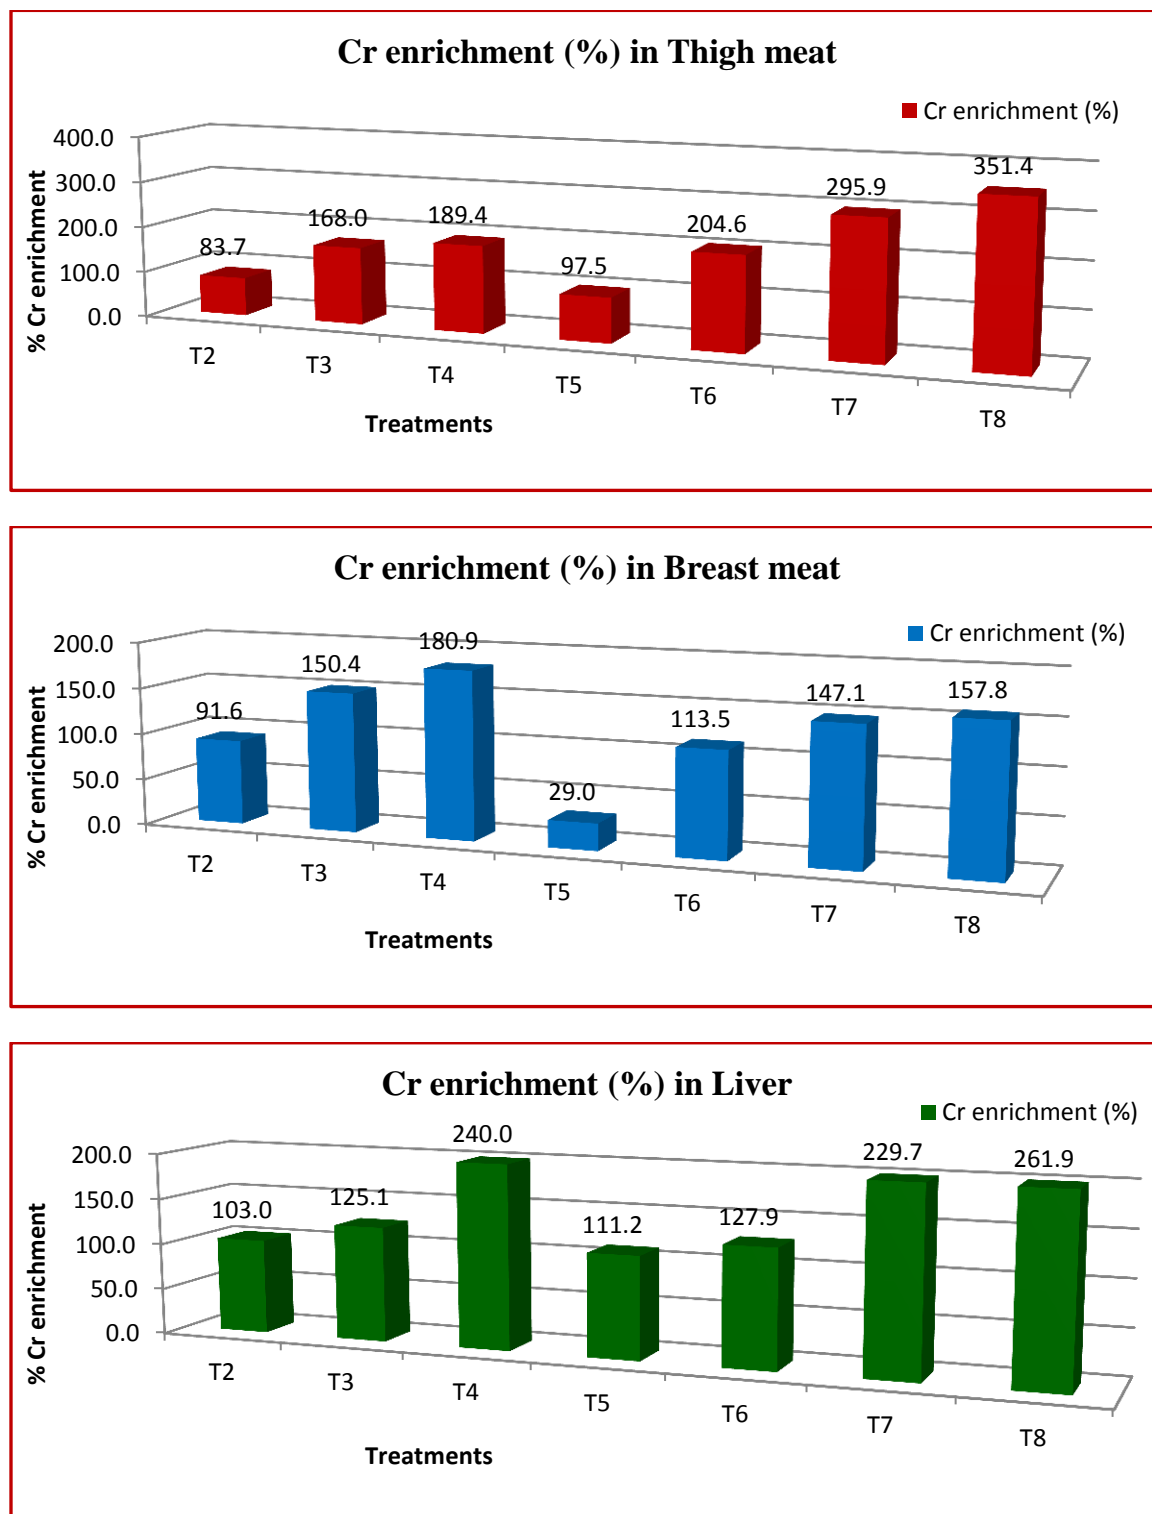 Cr enrichment (%) in Thigh meat
Cr enrichment (%)
% Cr enrichment
400.0
300.0
200.0
100.0
0.0
83.7
168.0
189.4
97.5
204.6
295.9
351.4
T2
T3
T4
T5
T6
T7
T8
Treatments
Cr enrichment (%) in Breast meat
Cr enrichment (%)
% Cr enrichment
200.0
150.0
100.0
50.0
0.0
91.6
150.4
180.9
29.0
113.5
147.1
157.8
T2
T3
T4
T5
T6
T7
T8
Treatments
Cr enrichment (%) in Liver
Cr enrichment (%)
% Cr enrichment
200.0
150.0
100.0
50.0
0.0
103.0
125.1
240.0
111.2
127.9
229.7
261.9
T2
T3
T4
T5
T6
T7
T8
Treatments